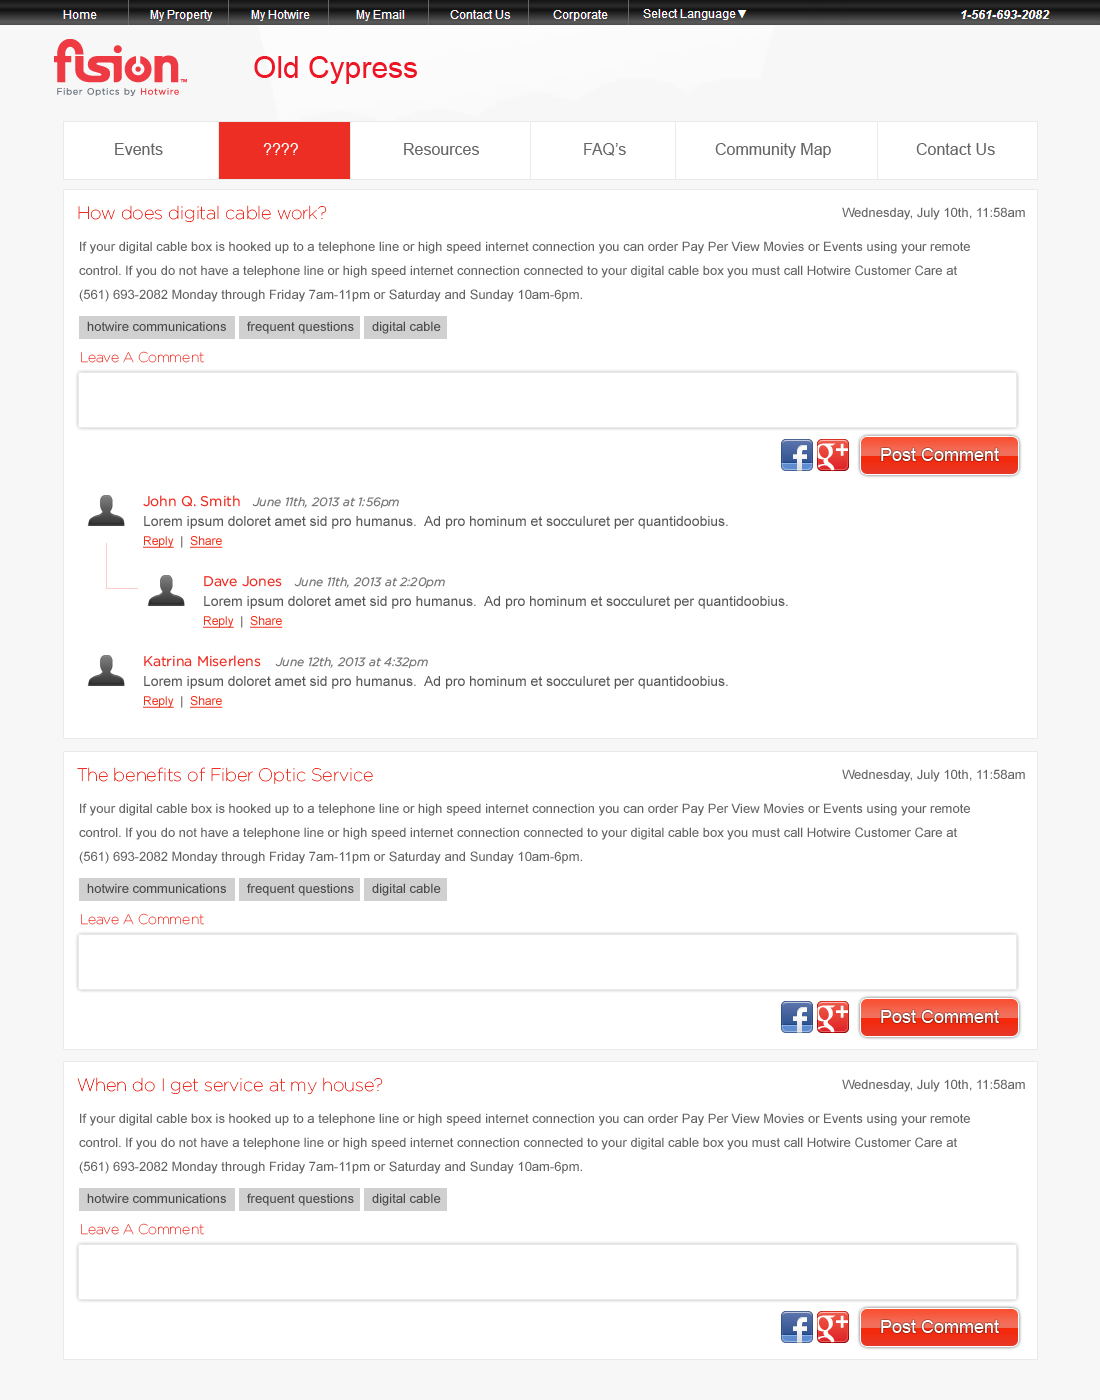 Home My Property My Hotwire My Email Contact Us Corporate Select Language▼ 1-561-693-2082
fision™ Old Cypress
Fiber Optics by Hotwire
Events ???? Resources FAQ's Community Map Contact Us
How does digital cable work? Wednesday, July 10th, 11:58am
If your digital cable box is hooked up to a telephone line or high speed internet connection you can order Pay Per View Movies or Events using your remote
control. If you do not have a telephone line or high speed internet connection connected to your digital cable box you must call Hotwire Customer Care at
(561) 693-2082 Monday through Friday 7am-11pm or Saturday and Sunday 10am-6pm.
hotwire communications frequent questions digital cable
Leave A Comment
f g+ Post Comment
John Q. Smith June 11th, 2013 at 1:56pm
Lorem ipsum doloret amet sid pro humanus. Ad pro hominum et socculuret per quantidoobius.
Reply | Share
Dave Jones June 11th, 2013 at 2:20pm
Lorem ipsum doloret amet sid pro humanus. Ad pro hominum et socculuret per quantidoobius.
Reply | Share
Katrina Miserlens June 12th, 2013 at 4:32pm
Lorem ipsum doloret amet sid pro humanus. Ad pro hominum et socculuret per quantidoobius.
Reply | Share
The benefits of Fiber Optic Service Wednesday, July 10th, 11:58am
If your digital cable box is hooked up to a telephone line or high speed internet connection you can order Pay Per View Movies or Events using your remote
control. If you do not have a telephone line or high speed internet connection connected to your digital cable box you must call Hotwire Customer Care at
(561) 693-2082 Monday through Friday 7am-11pm or Saturday and Sunday 10am-6pm.
hotwire communications frequent questions digital cable
Leave A Comment
f g+ Post Comment
When do I get service at my house? Wednesday, July 10th, 11:58am
If your digital cable box is hooked up to a telephone line or high speed internet connection you can order Pay Per View Movies or Events using your remote
control. If you do not have a telephone line or high speed internet connection connected to your digital cable box you must call Hotwire Customer Care at
(561) 693-2082 Monday through Friday 7am-11pm or Saturday and Sunday 10am-6pm.
hotwire communications frequent questions digital cable
Leave A Comment
f g+ Post Comment